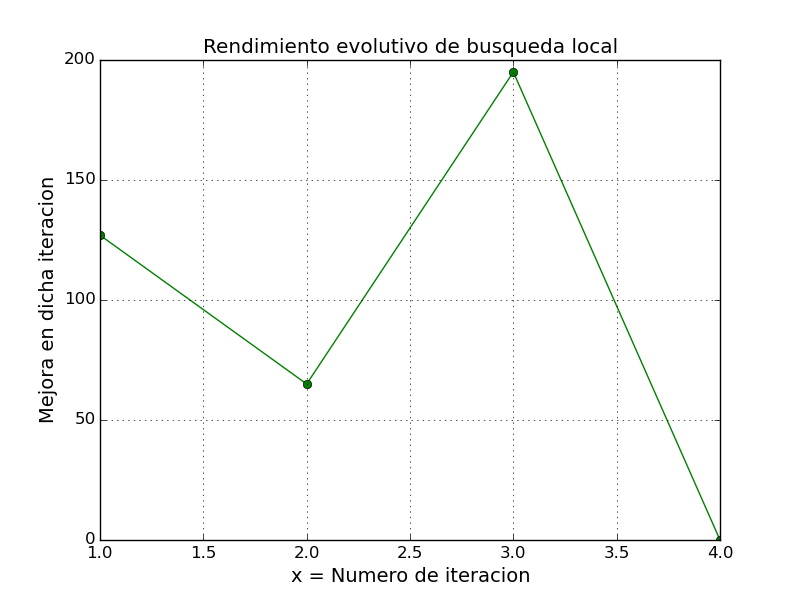 Rendimiento evolutivo de busqueda local
200
150
100
50
0
Mejora en dicha iteracion
1.0 1.5 2.0 2.5 3.0 3.5 4.0
x = Numero de iteracion